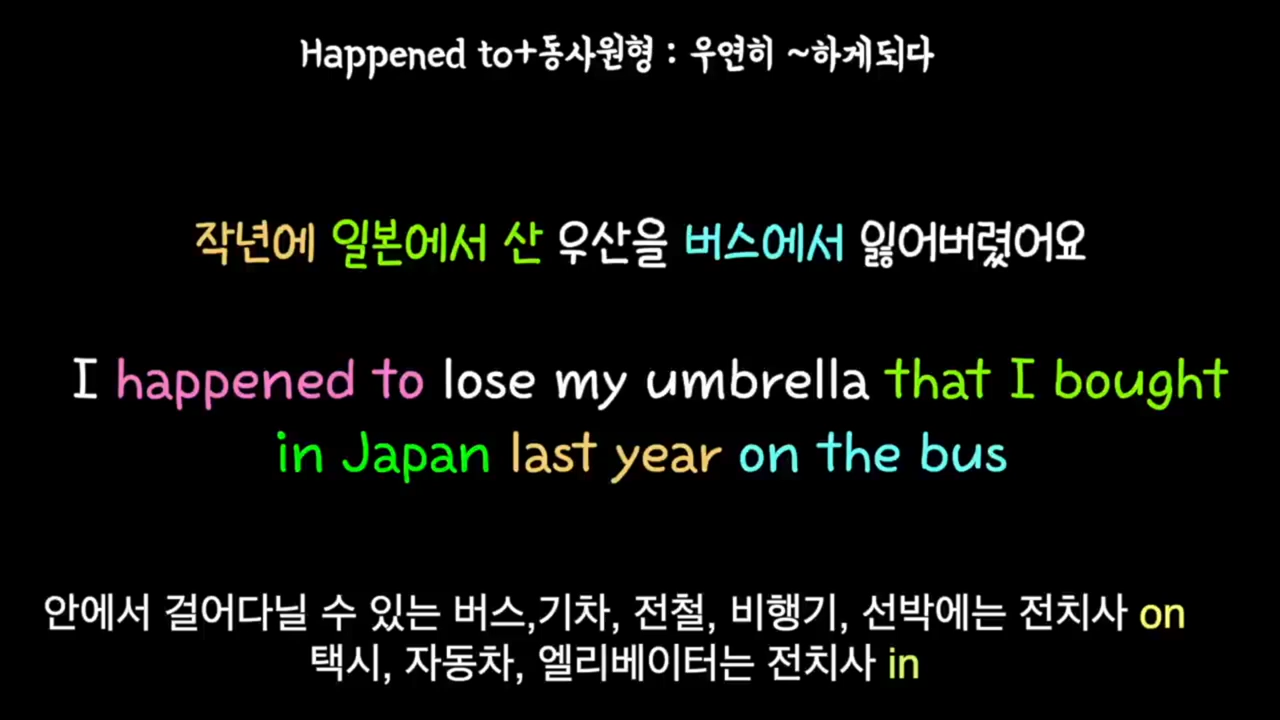 Happened to+동사원형 : 우연히 ~하게되다
작년에 일본에서 산 우산을 버스에서 잃어버렸어요
I happened to lose my umbrella that I bought
in Japan last year on the bus
안에서 걸어다닐 수 있는 버스,기차, 전철, 비행기, 선박에는 전치사 on
택시, 자동차, 엘리베이터는 전치사 in